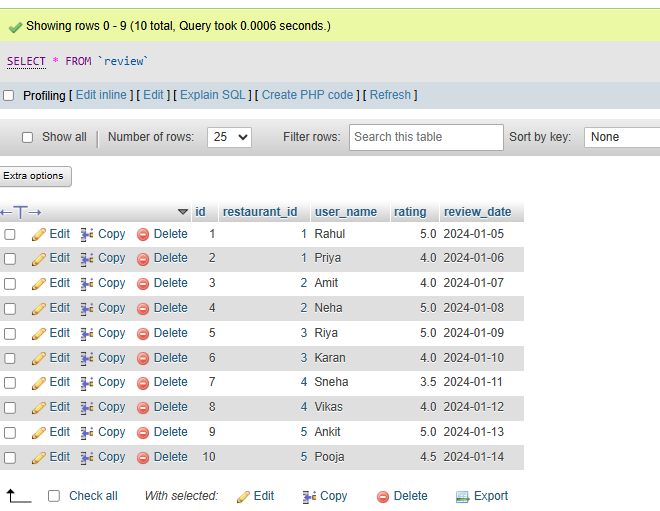 Showing rows 0 - 9 (10 total, Query took 0.0006 seconds.)
SELECT * FROM `review`
Profiling [ Edit inline ] [ Edit ] [ Explain SQL ] [ Create PHP code ] [ Refresh ]
Show all | Number of rows: 25 Filter rows: Search this table Sort by key: None
Extra options
←T→ id restaurant_id user_name rating review_date
Edit Copy Delete 1 1 Rahul 5.0 2024-01-05
Edit Copy Delete 2 1 Priya 4.0 2024-01-06
Edit Copy Delete 3 2 Amit 4.0 2024-01-07
Edit Copy Delete 4 2 Neha 5.0 2024-01-08
Edit Copy Delete 5 3 Riya 5.0 2024-01-09
Edit Copy Delete 6 3 Karan 4.0 2024-01-10
Edit Copy Delete 7 4 Sneha 3.5 2024-01-11
Edit Copy Delete 8 4 Vikas 4.0 2024-01-12
Edit Copy Delete 9 5 Ankit 5.0 2024-01-13
Edit Copy Delete 10 5 Pooja 4.5 2024-01-14
Check all With selected: Edit Copy Delete Export